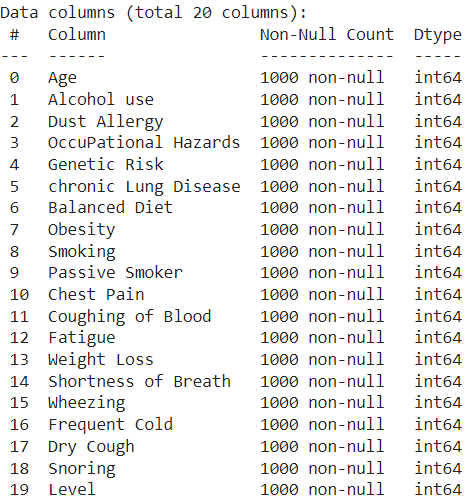 Data columns (total 20 columns):
 #   Column                Non-Null Count  Dtype
---  ------                --------------  -----
 0   Age                   1000 non-null   int64
 1   Alcohol use           1000 non-null   int64
 2   Dust Allergy          1000 non-null   int64
 3   OccuPational Hazards  1000 non-null   int64
 4   Genetic Risk          1000 non-null   int64
 5   chronic Lung Disease  1000 non-null   int64
 6   Balanced Diet         1000 non-null   int64
 7   Obesity               1000 non-null   int64
 8   Smoking               1000 non-null   int64
 9   Passive Smoker        1000 non-null   int64
 10  Chest Pain            1000 non-null   int64
 11  Coughing of Blood     1000 non-null   int64
 12  Fatigue               1000 non-null   int64
 13  Weight Loss           1000 non-null   int64
 14  Shortness of Breath   1000 non-null   int64
 15  Wheezing              1000 non-null   int64
 16  Frequent Cold         1000 non-null   int64
 17  Dry Cough             1000 non-null   int64
 18  Snoring               1000 non-null   int64
 19  Level                 1000 non-null   int64